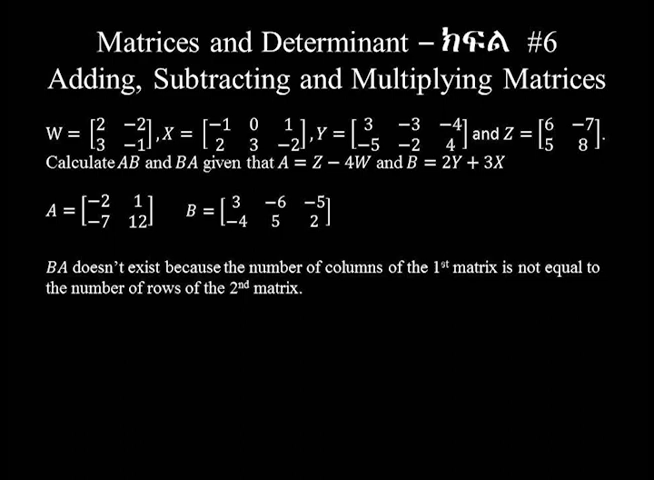 Matrices and Determinant – ክፍል #6
Adding, Subtracting and Multiplying Matrices
W = [2 −2; 3 −1], X = [−1 0 1; 2 3 −2], Y = [3 −3 −4; −5 −2 4] and Z = [6 −7; 5 8].
Calculate AB and BA given that A = Z − 4W and B = 2Y + 3X
A = [−2 1; −7 12] B = [3 −6 −5; −4 5 2]
BA doesn't exist because the number of columns of the 1st matrix is not equal to
the number of rows of the 2nd matrix.